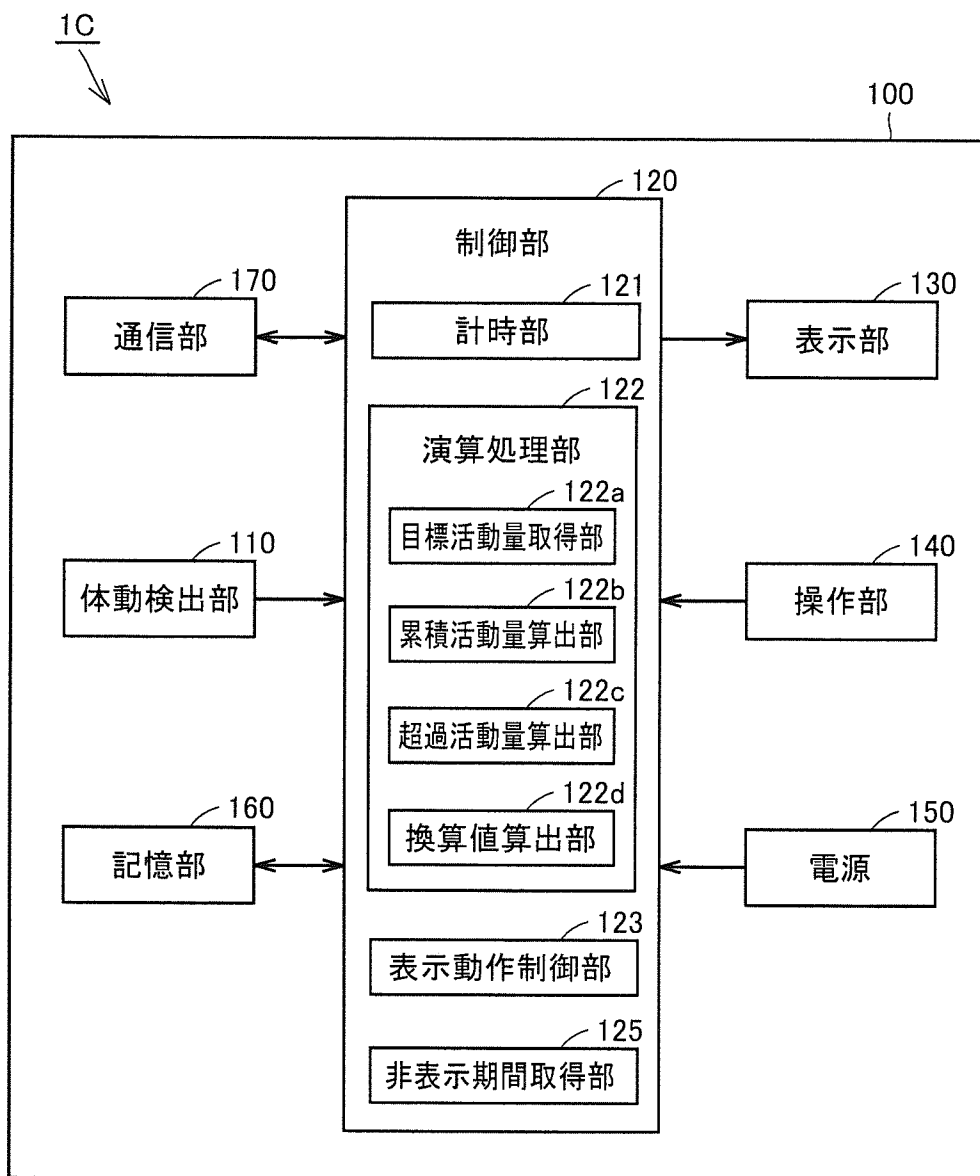 1C
100
120
制御部
170
通信部
121
計時部
130
表示部
122
演算処理部
122a
目標活動量取得部
110
体動検出部
122b
累積活動量算出部
140
操作部
122c
超過活動量算出部
160
記憶部
122d
換算値算出部
150
電源
123
表示動作制御部
125
非表示期間取得部